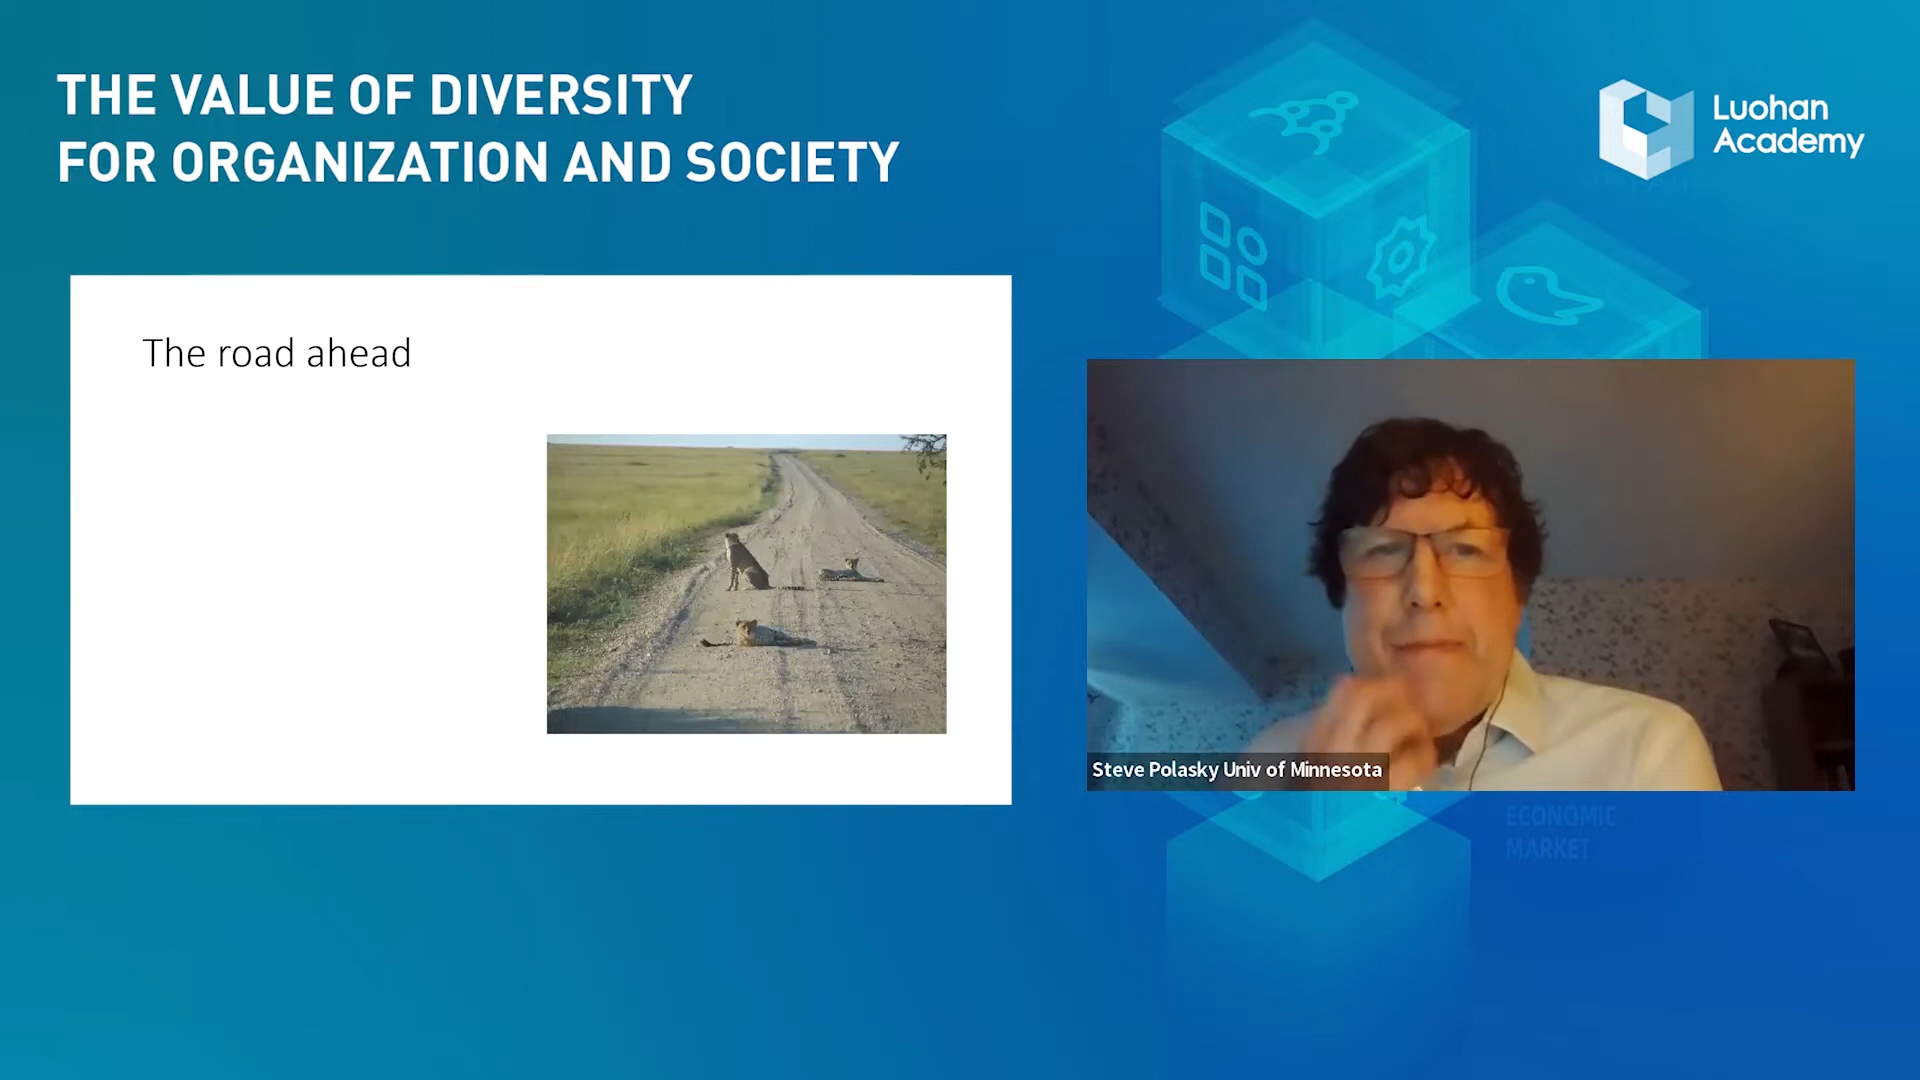 THE VALUE OF DIVERSITY
FOR ORGANIZATION AND SOCIETY
Luohan
Academy
The road ahead
Steve Polasky Univ of Minnesota
ECONOMIC
MARKET